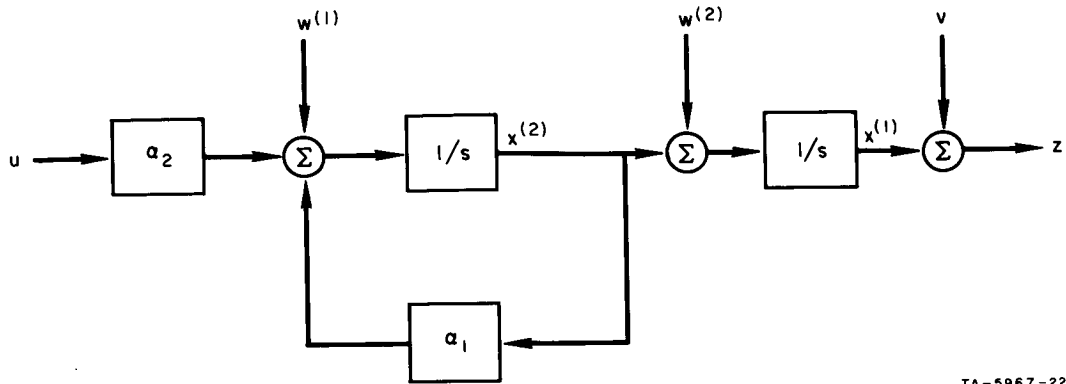 w(1)
w(2)
v
u
α2
Σ
1/s
x(2)
Σ
1/s
x(1)
Σ
z
α1
TA-5967-22